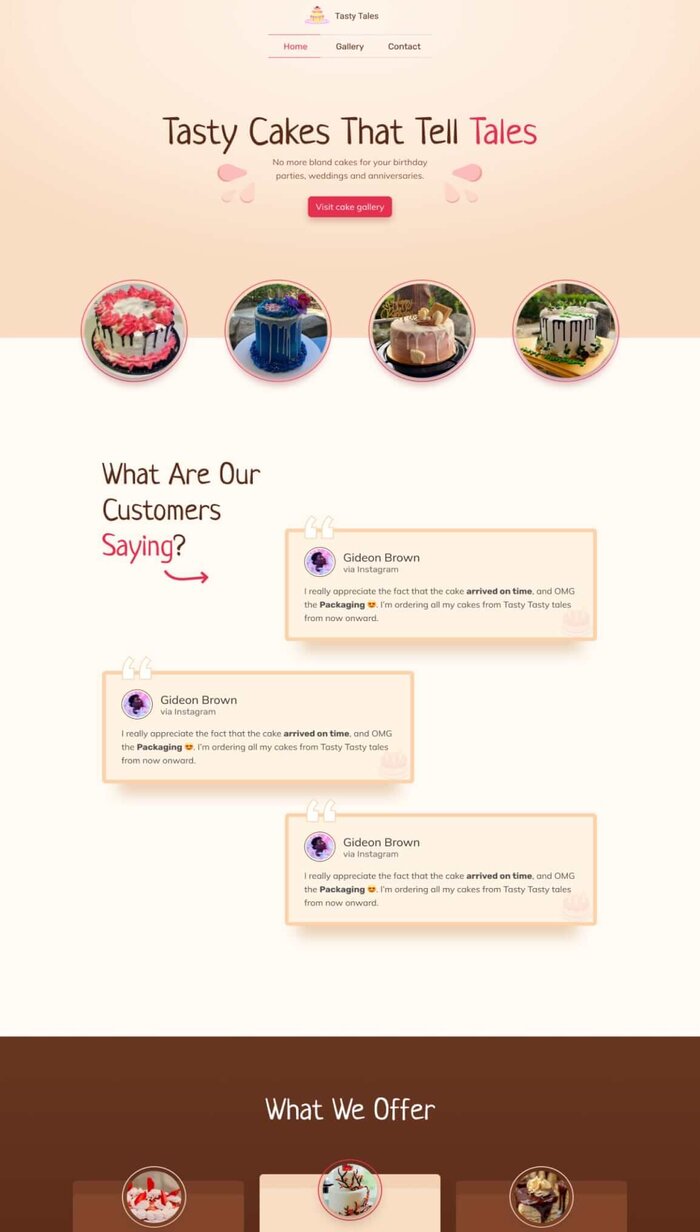 Tasty Tales
Home Gallery Contact
Tasty Cakes That Tell Tales
No more bland cakes for your birthday
parties, weddings and anniversaries.
Visit cake gallery
What Are Our
Customers
Saying?
Gideon Brown
via Instagram
I really appreciate the fact that the cake arrived on time, and OMG
the Packaging 😍. I'm ordering all my cakes from Tasty Tasty tales
from now onward.
Gideon Brown
via Instagram
I really appreciate the fact that the cake arrived on time, and OMG
the Packaging 😍. I'm ordering all my cakes from Tasty Tasty tales
from now onward.
Gideon Brown
via Instagram
I really appreciate the fact that the cake arrived on time, and OMG
the Packaging 😍. I'm ordering all my cakes from Tasty Tasty tales
from now onward.
What We Offer